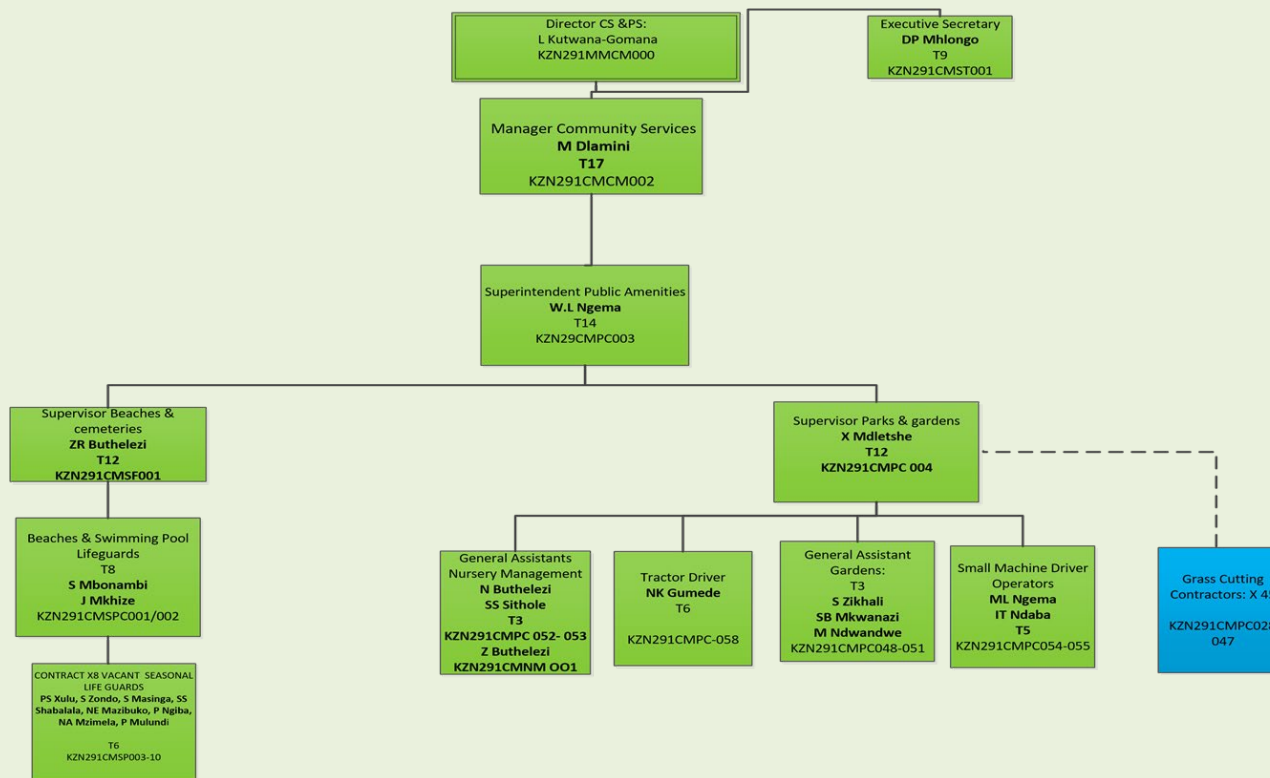 Director CS &PS:
L Kutwana-Gomana
KZN291MMCM000
Executive Secretary
DP Mhlongo
T9
KZN291CMST001
Manager Community Services
M Dlamini
T17
KZN291CMCM002
Superintendent Public Amenities
W.L Ngema
T14
KZN29CMPC003
Supervisor Beaches &
cemeteries
ZR Buthelezi
T12
KZN291CMSF001
Supervisor Parks & gardens
X Mdletshe
T12
KZN291CMPC 004
Beaches & Swimming Pool
Lifeguards
T8
S Mbonambi
J Mkhize
KZN291CMSPC001/002
General Assistants
Nursery Management
N Buthelezi
SS Sithole
T3
KZN291CMPC 052- 053
Z Buthelezi
KZN291CMNM OO1
Tractor Driver
NK Gumede
T6
KZN291CMPC-058
General Assistant
Gardens:
T3
S Zikhali
SB Mkwanazi
M Ndwandwe
KZN291CMPC048-051
Small Machine Driver
Operators
ML Ngema
IT Ndaba
T5
KZN291CMPC054-055
Grass Cutting
Contractors: X 45
KZN291CMPC028
047
CONTRACT X8 VACANT SEASONAL
LIFE GUARDS
PS Xulu, S Zondo, S Masinga, SS
Shabalala, NE Mazibuko, P Ngiba,
NA Mzimela, P Mulundi
T6
KZN291CMSP003-10